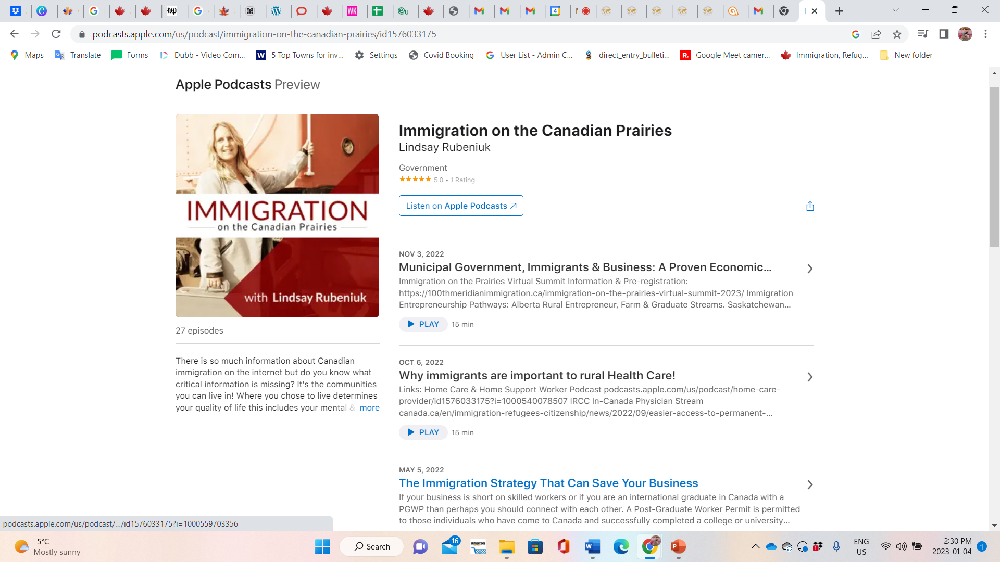 podcasts.apple.com/us/podcast/immigration-on-the-canadian-prairies/id1576033175
Maps
Translate
Forms
Dubb - Video Com...
5 Top Towns for inv...
Settings
Covid Booking
User List - Admin C...
direct_entry_bulleti...
Google Meet camer...
Immigration, Refug...
New folder
Apple Podcasts Preview
IMMIGRATION
on the Canadian Prairies
with Lindsay Rubeniuk
27 episodes
There is so much information about Canadian
immigration on the internet but do you know what
critical information is missing? It's the communities
you can live in! Where you chose to live determines
your quality of life this includes your mental & more
Immigration on the Canadian Prairies
Lindsay Rubeniuk
Government
★★★★★ 5.0 • 1 Rating
Listen on Apple Podcasts ↗
NOV 3, 2022
Municipal Government, Immigrants & Business: A Proven Economic...
Immigration on the Prairies Virtual Summit Information & Pre-registration:
https://100thmeridianimmigration.ca/immigration-on-the-prairies-virtual-summit-2023/ Immigration
Entrepreneurship Pathways: Alberta Rural Entrepreneur, Farm & Graduate Streams. Saskatchewan...
PLAY 15 min
OCT 6, 2022
Why immigrants are important to rural Health Care!
Links: Home Care & Home Support Worker Podcast podcasts.apple.com/us/podcast/home-care-
provider/id1576033175?i=1000540078507 IRCC In-Canada Physician Stream
canada.ca/en/immigration-refugees-citizenship/news/2022/09/easier-access-to-permanent-...
PLAY 15 min
MAY 5, 2022
The Immigration Strategy That Can Save Your Business
If your business is short on skilled workers or if you are an international graduate in Canada with a
PGWP than perhaps you should connect with each other. A Post-Graduate Worker Permit is permitted
to those individuals who have come to Canada and successfully completed a college or university...
podcasts.apple.com/us/podcast/.../id1576033175?i=1000559703356
-5°C
Mostly sunny
Search
16
amazon
ENG
US
2:30 PM
2023-01-04
1